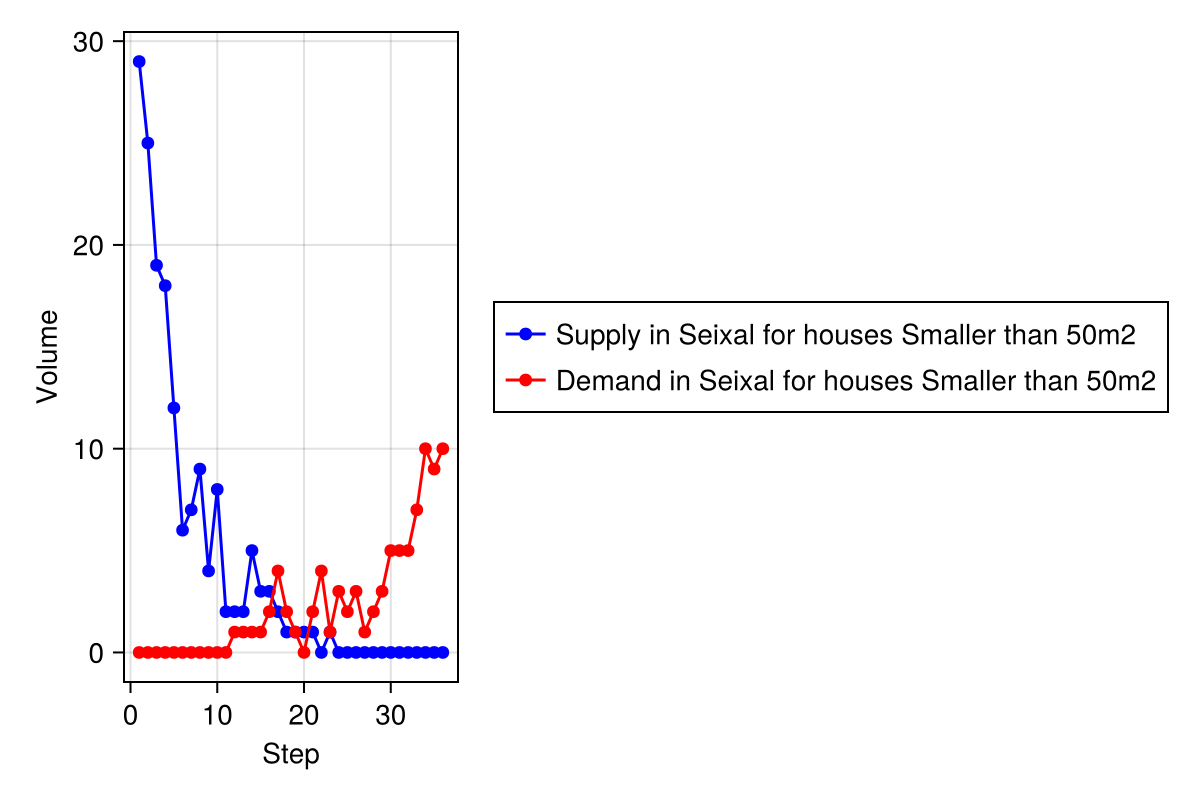 30
20
10
0
Volume
0 10 20 30
Step
Supply in Seixal for houses Smaller than 50m2
Demand in Seixal for houses Smaller than 50m2